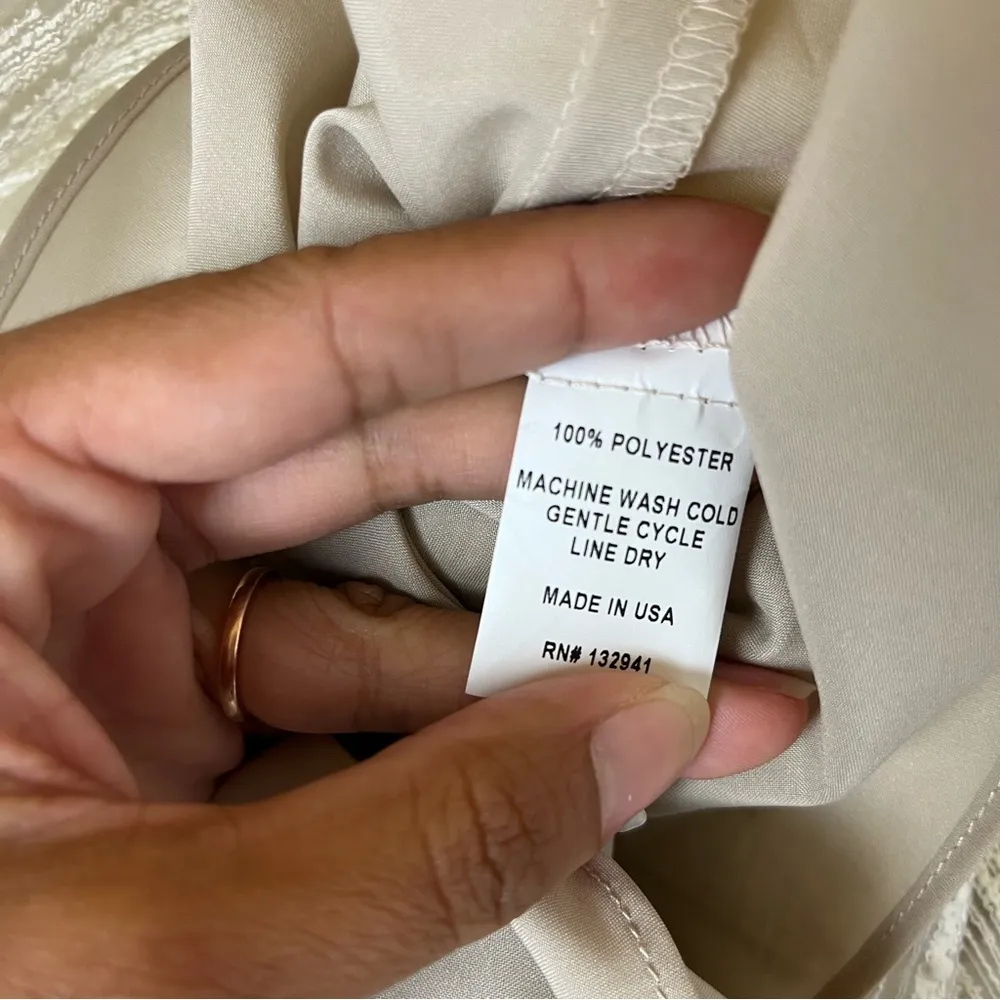 100% POLYESTER
MACHINE WASH COLD
GENTLE CYCLE
LINE DRY
MADE IN USA
RN# 132941